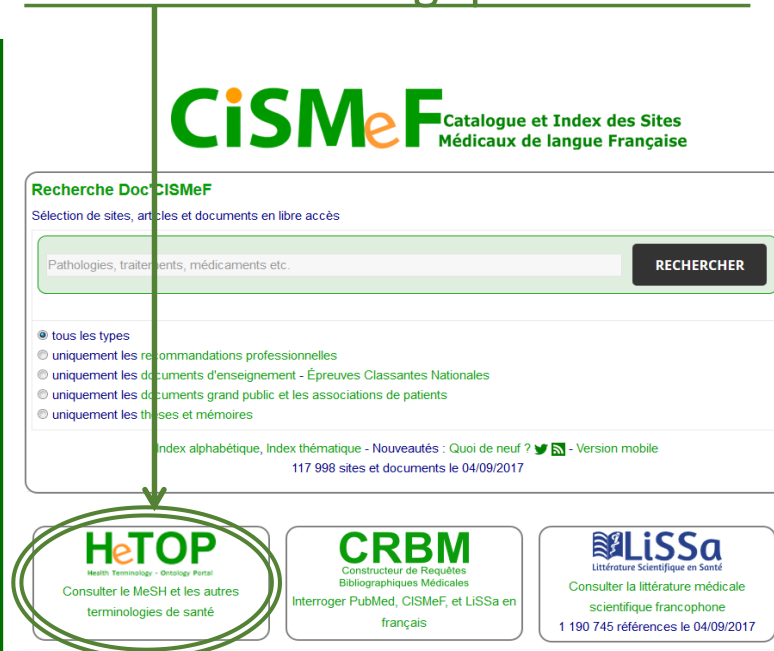 CiSMeF Catalogue et Index des Sites
Médicaux de langue Française
Recherche Doc'CISMeF
Sélection de sites, articles et documents en libre accès
Pathologies, traitements, médicaments etc.
RECHERCHER
tous les types
uniquement les recommandations professionnelles
uniquement les documents d'enseignement - Épreuves Classantes Nationales
uniquement les documents grand public et les associations de patients
uniquement les thèses et mémoires
Index alphabétique, Index thématique - Nouveautés : Quoi de neuf ? - Version mobile
117 998 sites et documents le 04/09/2017
HeTOP
Health Terminology - Ontology Portal
Consulter le MeSH et les autres
terminologies de santé
CRBM
Constructeur de Requêtes
Bibliographiques Médicales
Interroger PubMed, CISMeF, et LiSSa en
français
LiSSa
Littérature Scientifique en Santé
Consulter la littérature médicale
scientifique francophone
1 190 745 références le 04/09/2017